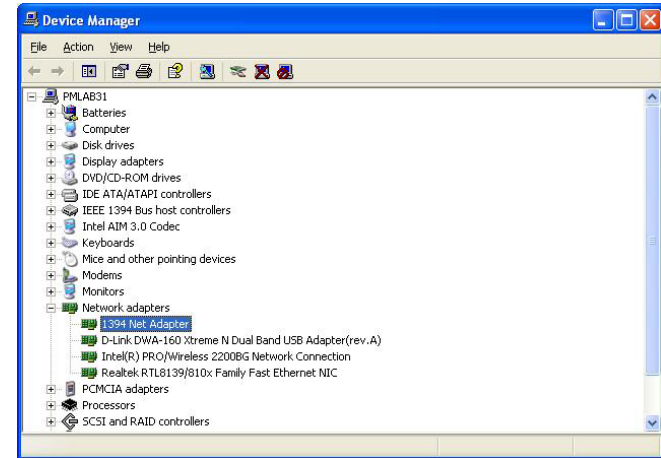 Device Manager
File Action View Help
PMLAB31
Batteries
Computer
Disk drives
Display adapters
DVD/CD-ROM drives
IDE ATA/ATAPI controllers
IEEE 1394 Bus host controllers
Intel AIM 3.0 Codec
Keyboards
Mice and other pointing devices
Modems
Monitors
Network adapters
1394 Net Adapter
D-Link DWA-160 Xtreme N Dual Band USB Adapter(rev.A)
Intel(R) PRO/Wireless 2200BG Network Connection
Realtek RTL8139/810x Family Fast Ethernet NIC
PCMCIA adapters
Processors
SCSI and RAID controllers